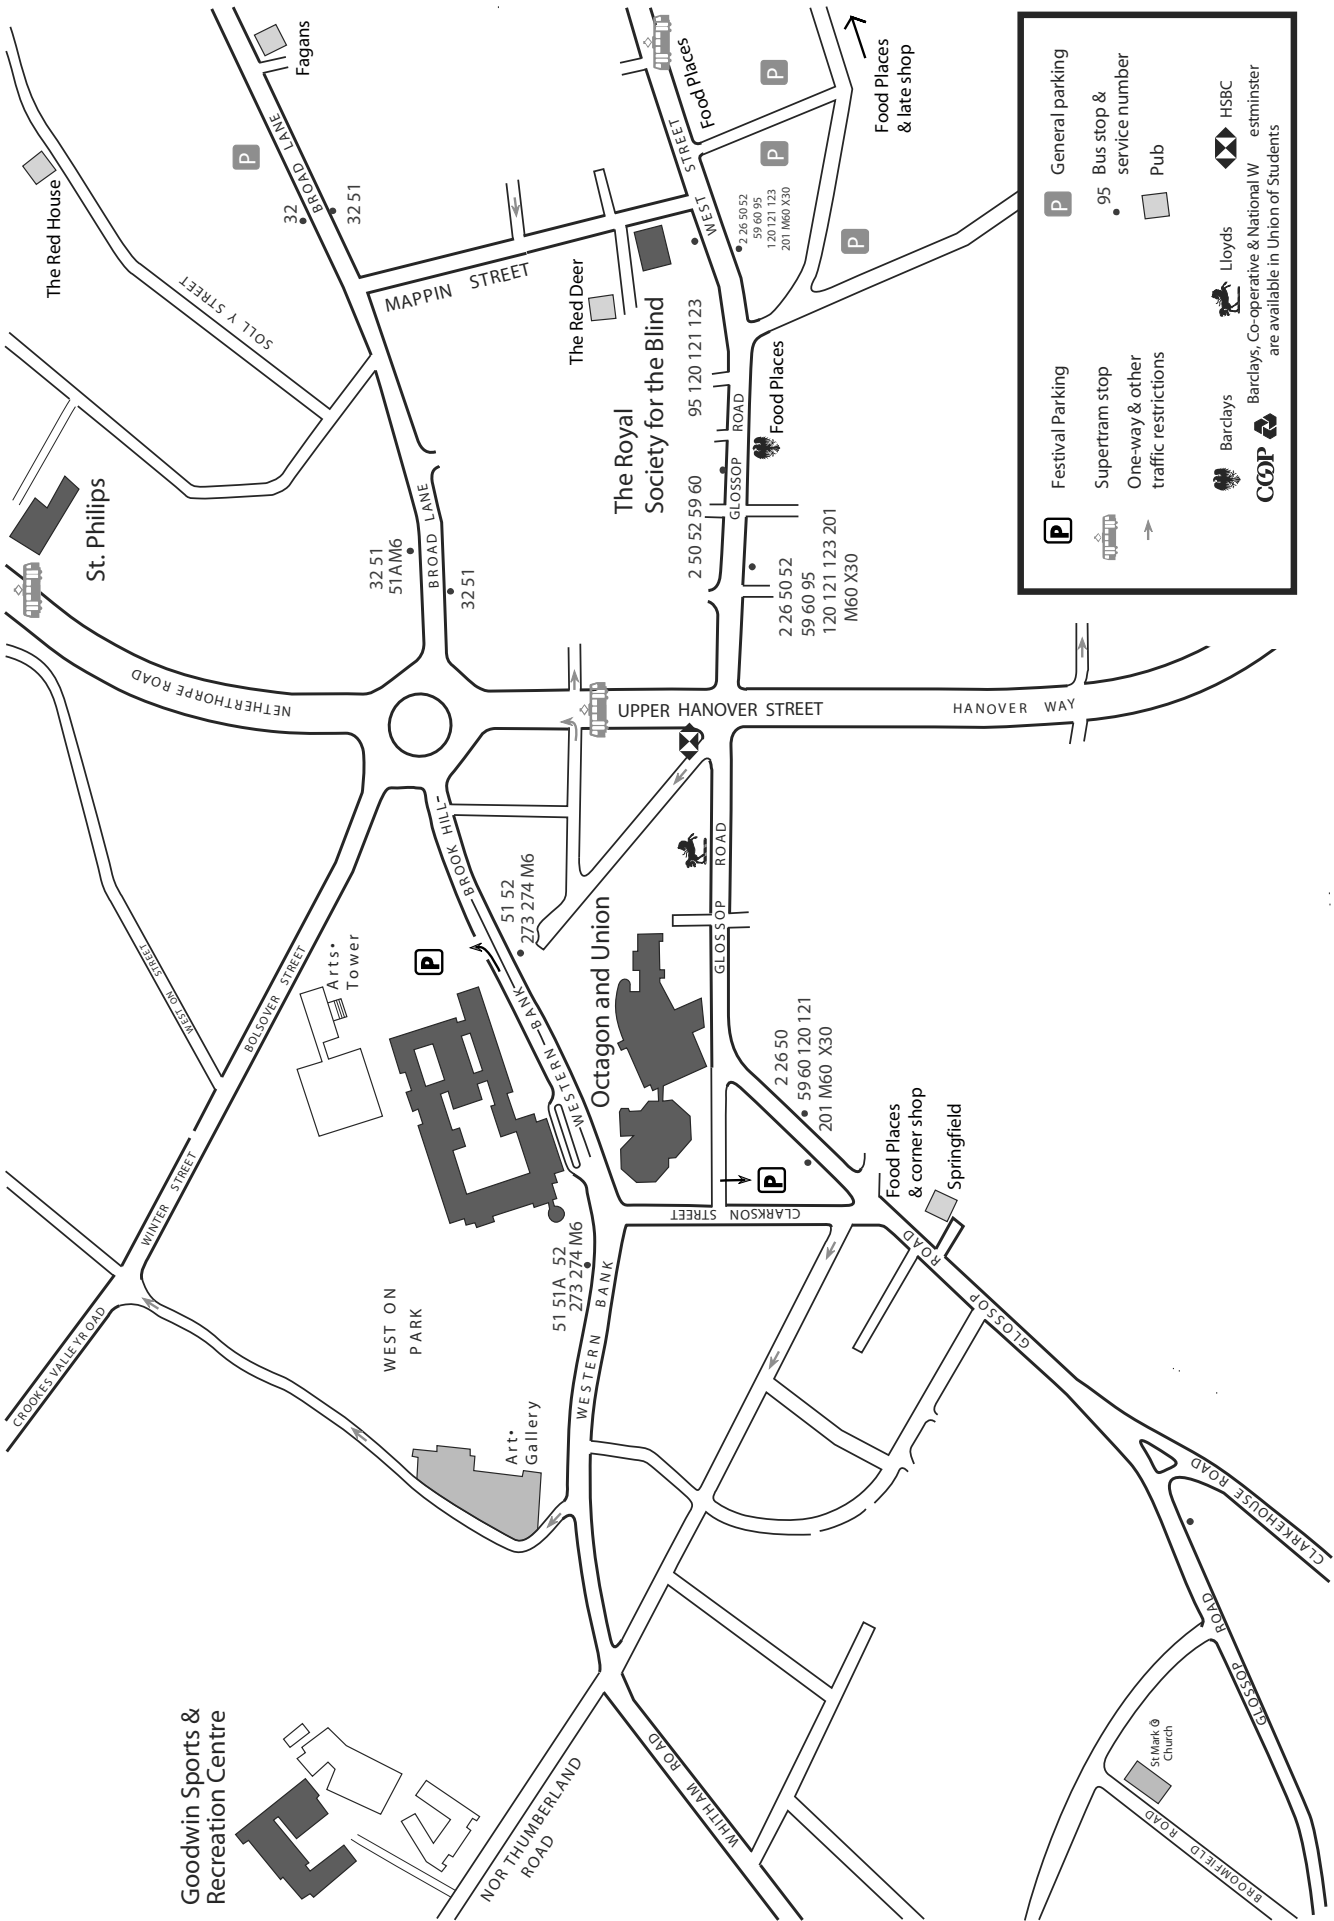 Goodwin Sports &
Recreation Centre
NOR THUMBERLAND
ROAD
WHITHAM ROAD
BROOMFIELD ROAD
St Mark
Church
GLOSSOP ROAD
CLARKEHOUSE ROAD
CROOKES VALLE YR OAD
WINTER STREET
WEST ON
PARK
Art•
Gallery
WESTERN BANK
51 51A 52
273 274 M6
CLARKSON STREET
GLOSSOP ROAD
Springfield
Food Places
& corner shop
P
2 26 50
59 60 120 121
201 M60 X30
Octagon and Union
WESTERN BANK
P
Arts•
Tower
BOLSOVER STREET
WEST ON STREET
51 52
273 274 M6
BROOK HILL
GLOSSOP ROAD
NETHERTHORPE ROAD
UPPER HANOVER STREET
HANOVER WAY
St. Philips
32 51
51AM6
BROAD LANE
32 51
2 26 50 52
59 60 95
120 121 123 201
M60 X30
2 50 52 59 60
95 120 121 123
GLOSSOP ROAD
Food Places
The Royal
Society for the Blind
The Red Deer
MAPPIN STREET
SOLL Y STREET
The Red House
32
BROAD LANE
32 51
P
Fagans
WEST STREET
2 26 50 52
59 60 95
120 121 123
201 M60 X30
P
P
P
Food Places
Food Places
& late shop
P
Festival Parking
Supertram stop
One-way & other
traffic restrictions
P
General parking
95
Bus stop &
service number
Pub
Barclays
Lloyds
HSBC
COOP
Barclays, Co-operative & National W estminster
are available in Union of Students